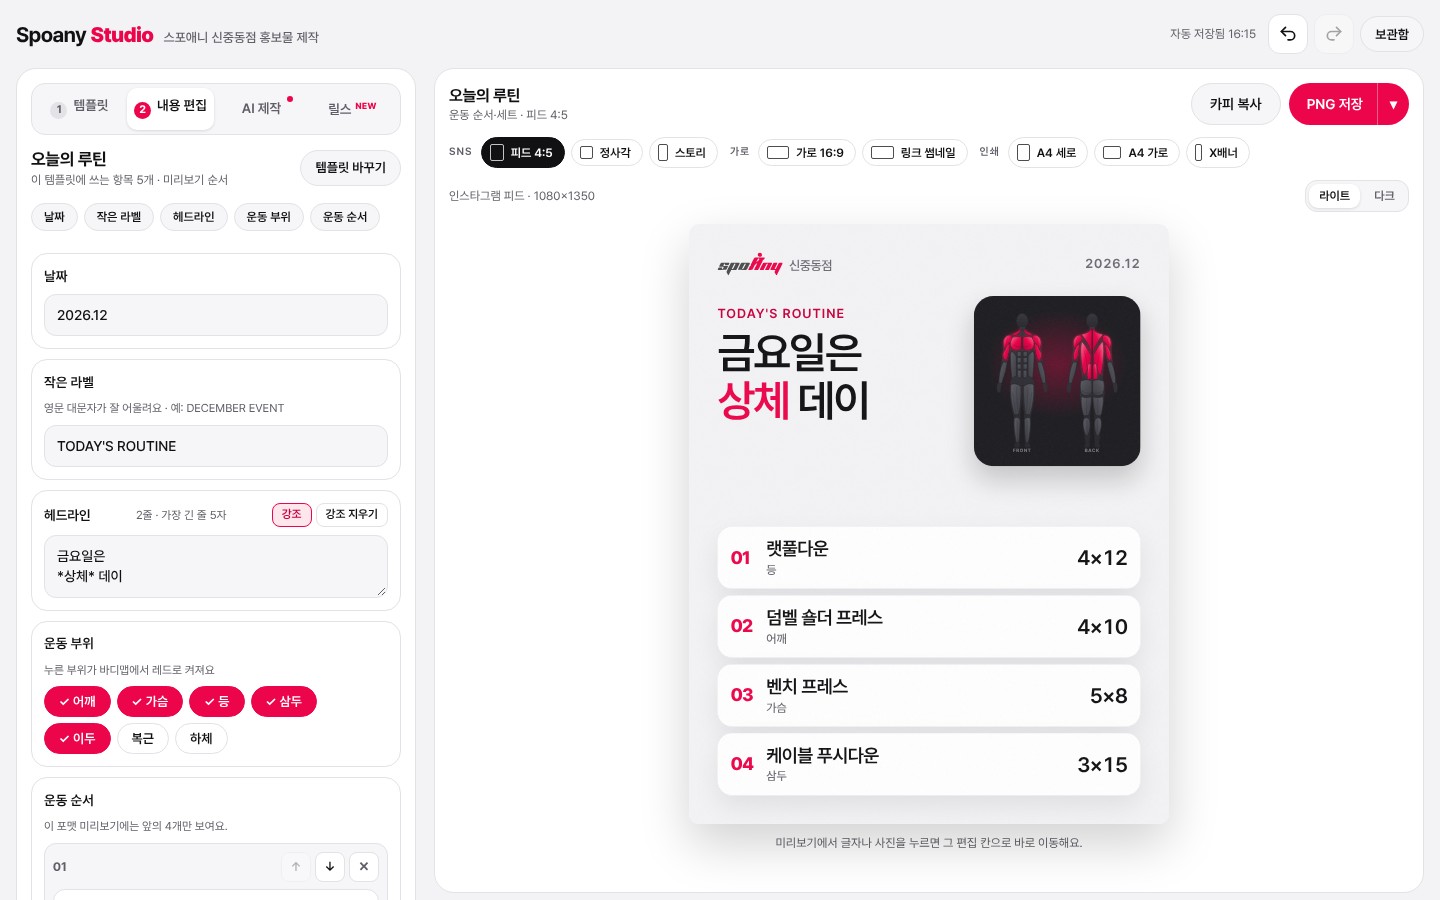 Spoany Studio 스포애니 신중동점 홍보물 제작
자동 저장됨 16:15
보관함
1 템플릿
2 내용 편집
AI 제작
릴스 NEW
오늘의 루틴
이 템플릿에 쓰는 항목 5개 · 미리보기 순서
템플릿 바꾸기
날짜
작은 라벨
헤드라인
운동 부위
운동 순서
날짜
2026.12
작은 라벨
영문 대문자가 잘 어울려요 · 예: DECEMBER EVENT
TODAY'S ROUTINE
헤드라인
2줄 · 가장 긴 줄 5자
강조
강조 지우기
금요일은
*상체* 데이
운동 부위
누른 부위가 바디맵에서 레드로 켜져요
✓ 어깨
✓ 가슴
✓ 등
✓ 삼두
✓ 이두
복근
하체
운동 순서
이 포맷 미리보기에는 앞의 4개만 보여요.
01
오늘의 루틴
운동 순서·세트 · 피드 4:5
카피 복사
PNG 저장
SNS
피드 4:5
정사각
스토리
가로
가로 16:9
링크 썸네일
인쇄
A4 세로
A4 가로
X배너
인스타그램 피드 · 1080×1350
라이트
다크
spoany 신중동점
2026.12
TODAY'S ROUTINE
금요일은
상체 데이
FRONT
BACK
01 랫풀다운 4×12
등
02 덤벨 숄더 프레스 4×10
어깨
03 벤치 프레스 5×8
가슴
04 케이블 푸시다운 3×15
삼두
미리보기에서 글자나 사진을 누르면 그 편집 칸으로 바로 이동해요.